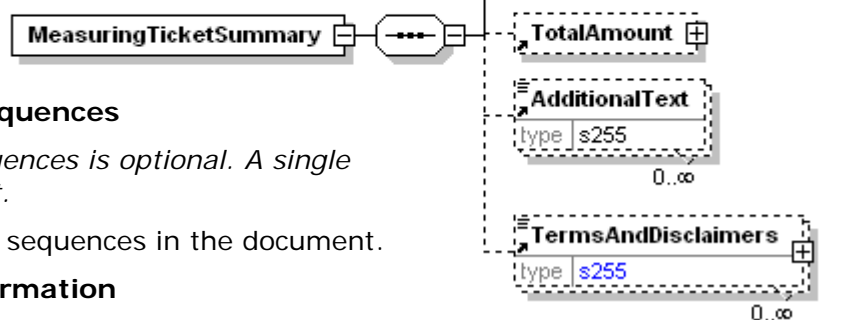 MeasuringTicketSummary
TotalAmount
AdditionalText
type s255
0..∞
quences
uences is optional. A single
t.
sequences in the document.
rmation
TermsAndDisclaimers
type s255
0..∞